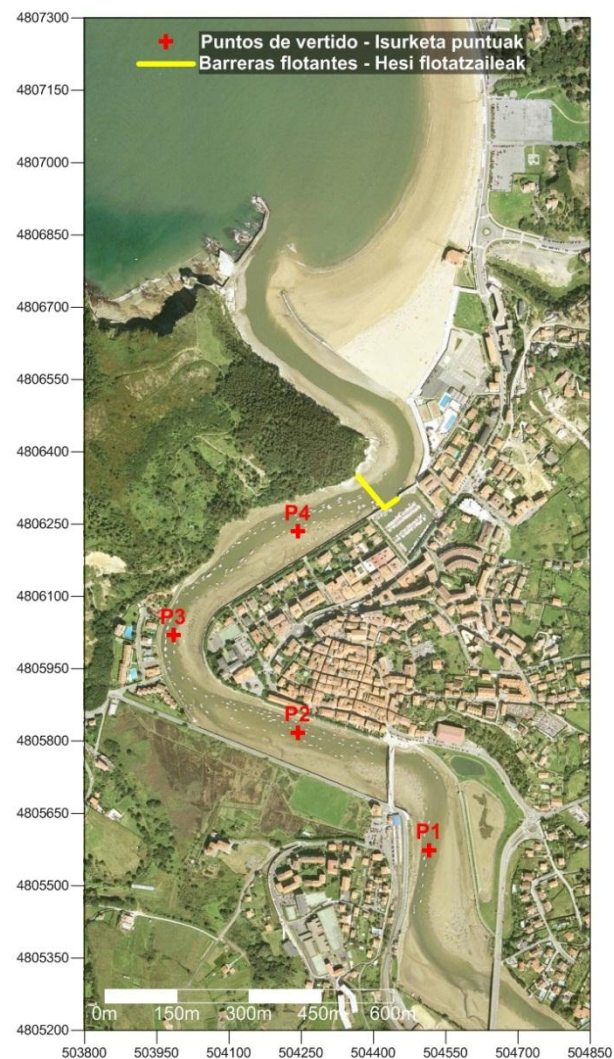 Puntos de vertido - Isurketa puntuak
Barreras flotantes - Hesi flotatzaileak
4807300
4807150
4807000
4806850
4806700
4806550
4806400
4806250
4806100
4805950
4805800
4805650
4805500
4805350
4805200
P4
P3
P2
P1
0m 150m 300m 450m 600m
503800 503950 504100 504250 504400 504550 504700 504850